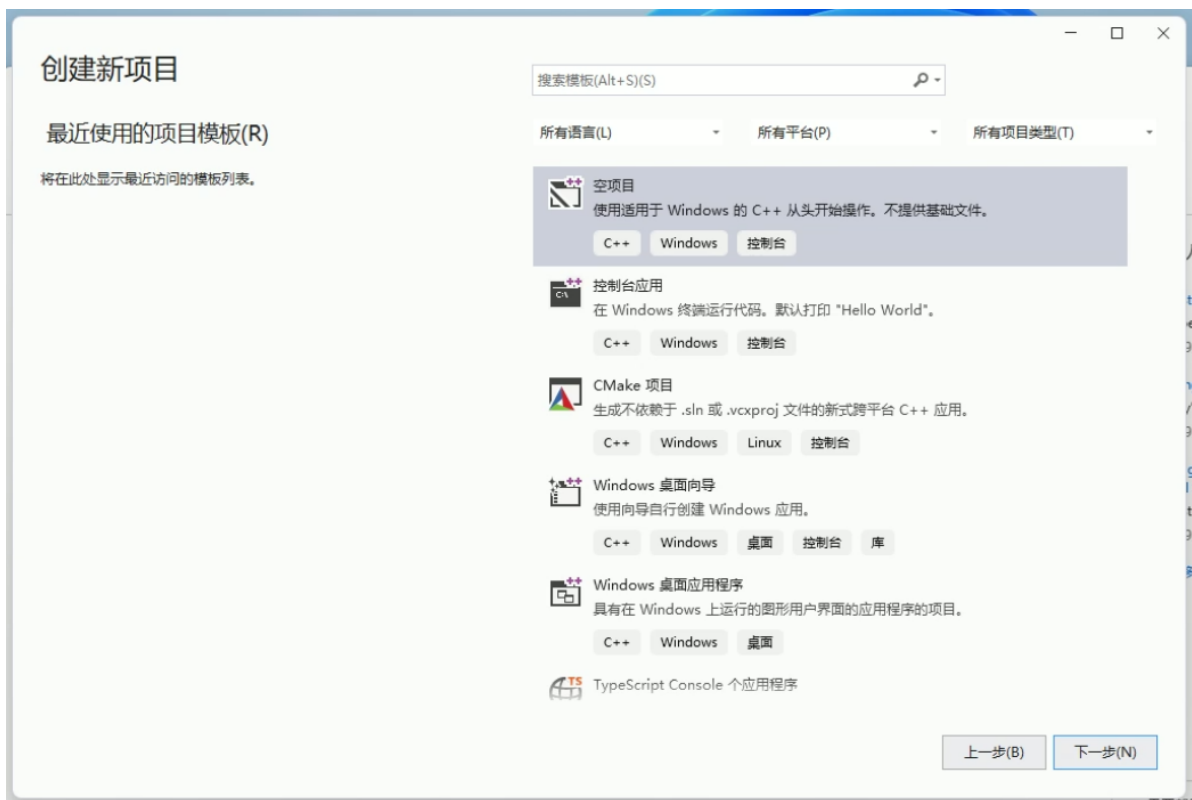 创建新项目
搜索模板(Alt+S)(S)
最近使用的项目模板(R)
所有语言(L)
所有平台(P)
所有项目类型(T)
将在此处显示最近访问的模板列表。
空项目
使用适用于 Windows 的 C++ 从头开始操作。不提供基础文件。
C++ Windows 控制台
控制台应用
在 Windows 终端运行代码。默认打印 "Hello World"。
C++ Windows 控制台
CMake 项目
生成不依赖于 .sln 或 .vcxproj 文件的新式跨平台 C++ 应用。
C++ Windows Linux 控制台
Windows 桌面向导
使用向导自行创建 Windows 应用。
C++ Windows 桌面 控制台 库
Windows 桌面应用程序
具有在 Windows 上运行的图形用户界面的应用程序的项目。
C++ Windows 桌面
TS TypeScript Console 个应用程序
上一步(B) 下一步(N)